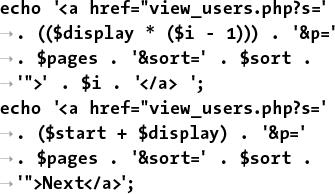 echo '<a href="view_users.php?s='
→. (($display * ($i - 1))) . '&p='
→. $pages . '&sort=' . $sort .
→'">' . $i . '</a> ';
echo '<a href="view_users.php?s='
→. ($start + $display) . '&p='
→. $pages . '&sort=' . $sort .
→'">Next</a>';